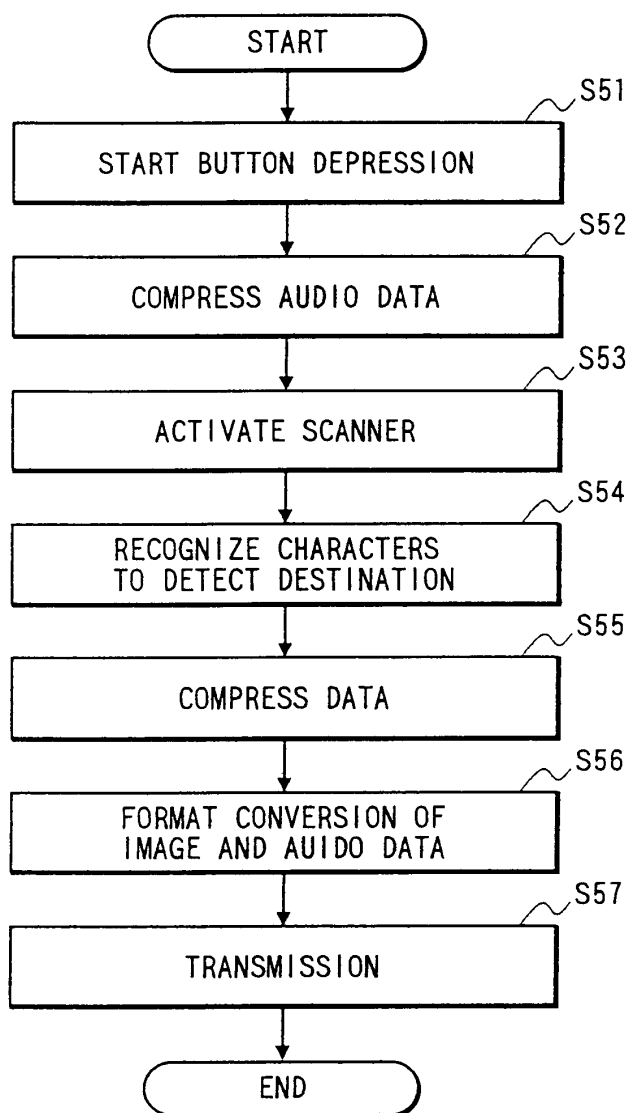 START
S51
START BUTTON DEPRESSION
S52
COMPRESS AUDIO DATA
S53
ACTIVATE SCANNER
S54
RECOGNIZE CHARACTERS
TO DETECT DESTINATION
S55
COMPRESS DATA
S56
FORMAT CONVERSION OF
IMAGE AND AUIDO DATA
S57
TRANSMISSION
END